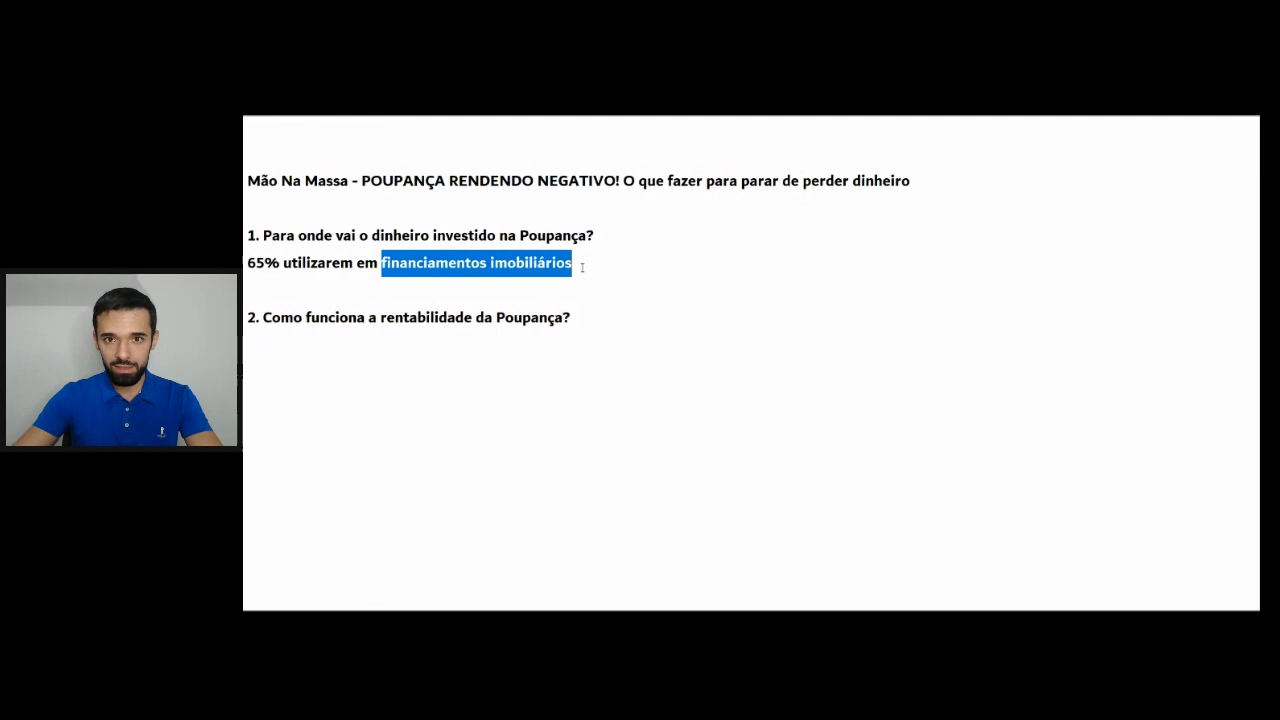 Mão Na Massa - POUPANÇA RENDENDO NEGATIVO! O que fazer para parar de perder dinheiro
1. Para onde vai o dinheiro investido na Poupança?
65% utilizarem em financiamentos imobiliários
2. Como funciona a rentabilidade da Poupança?